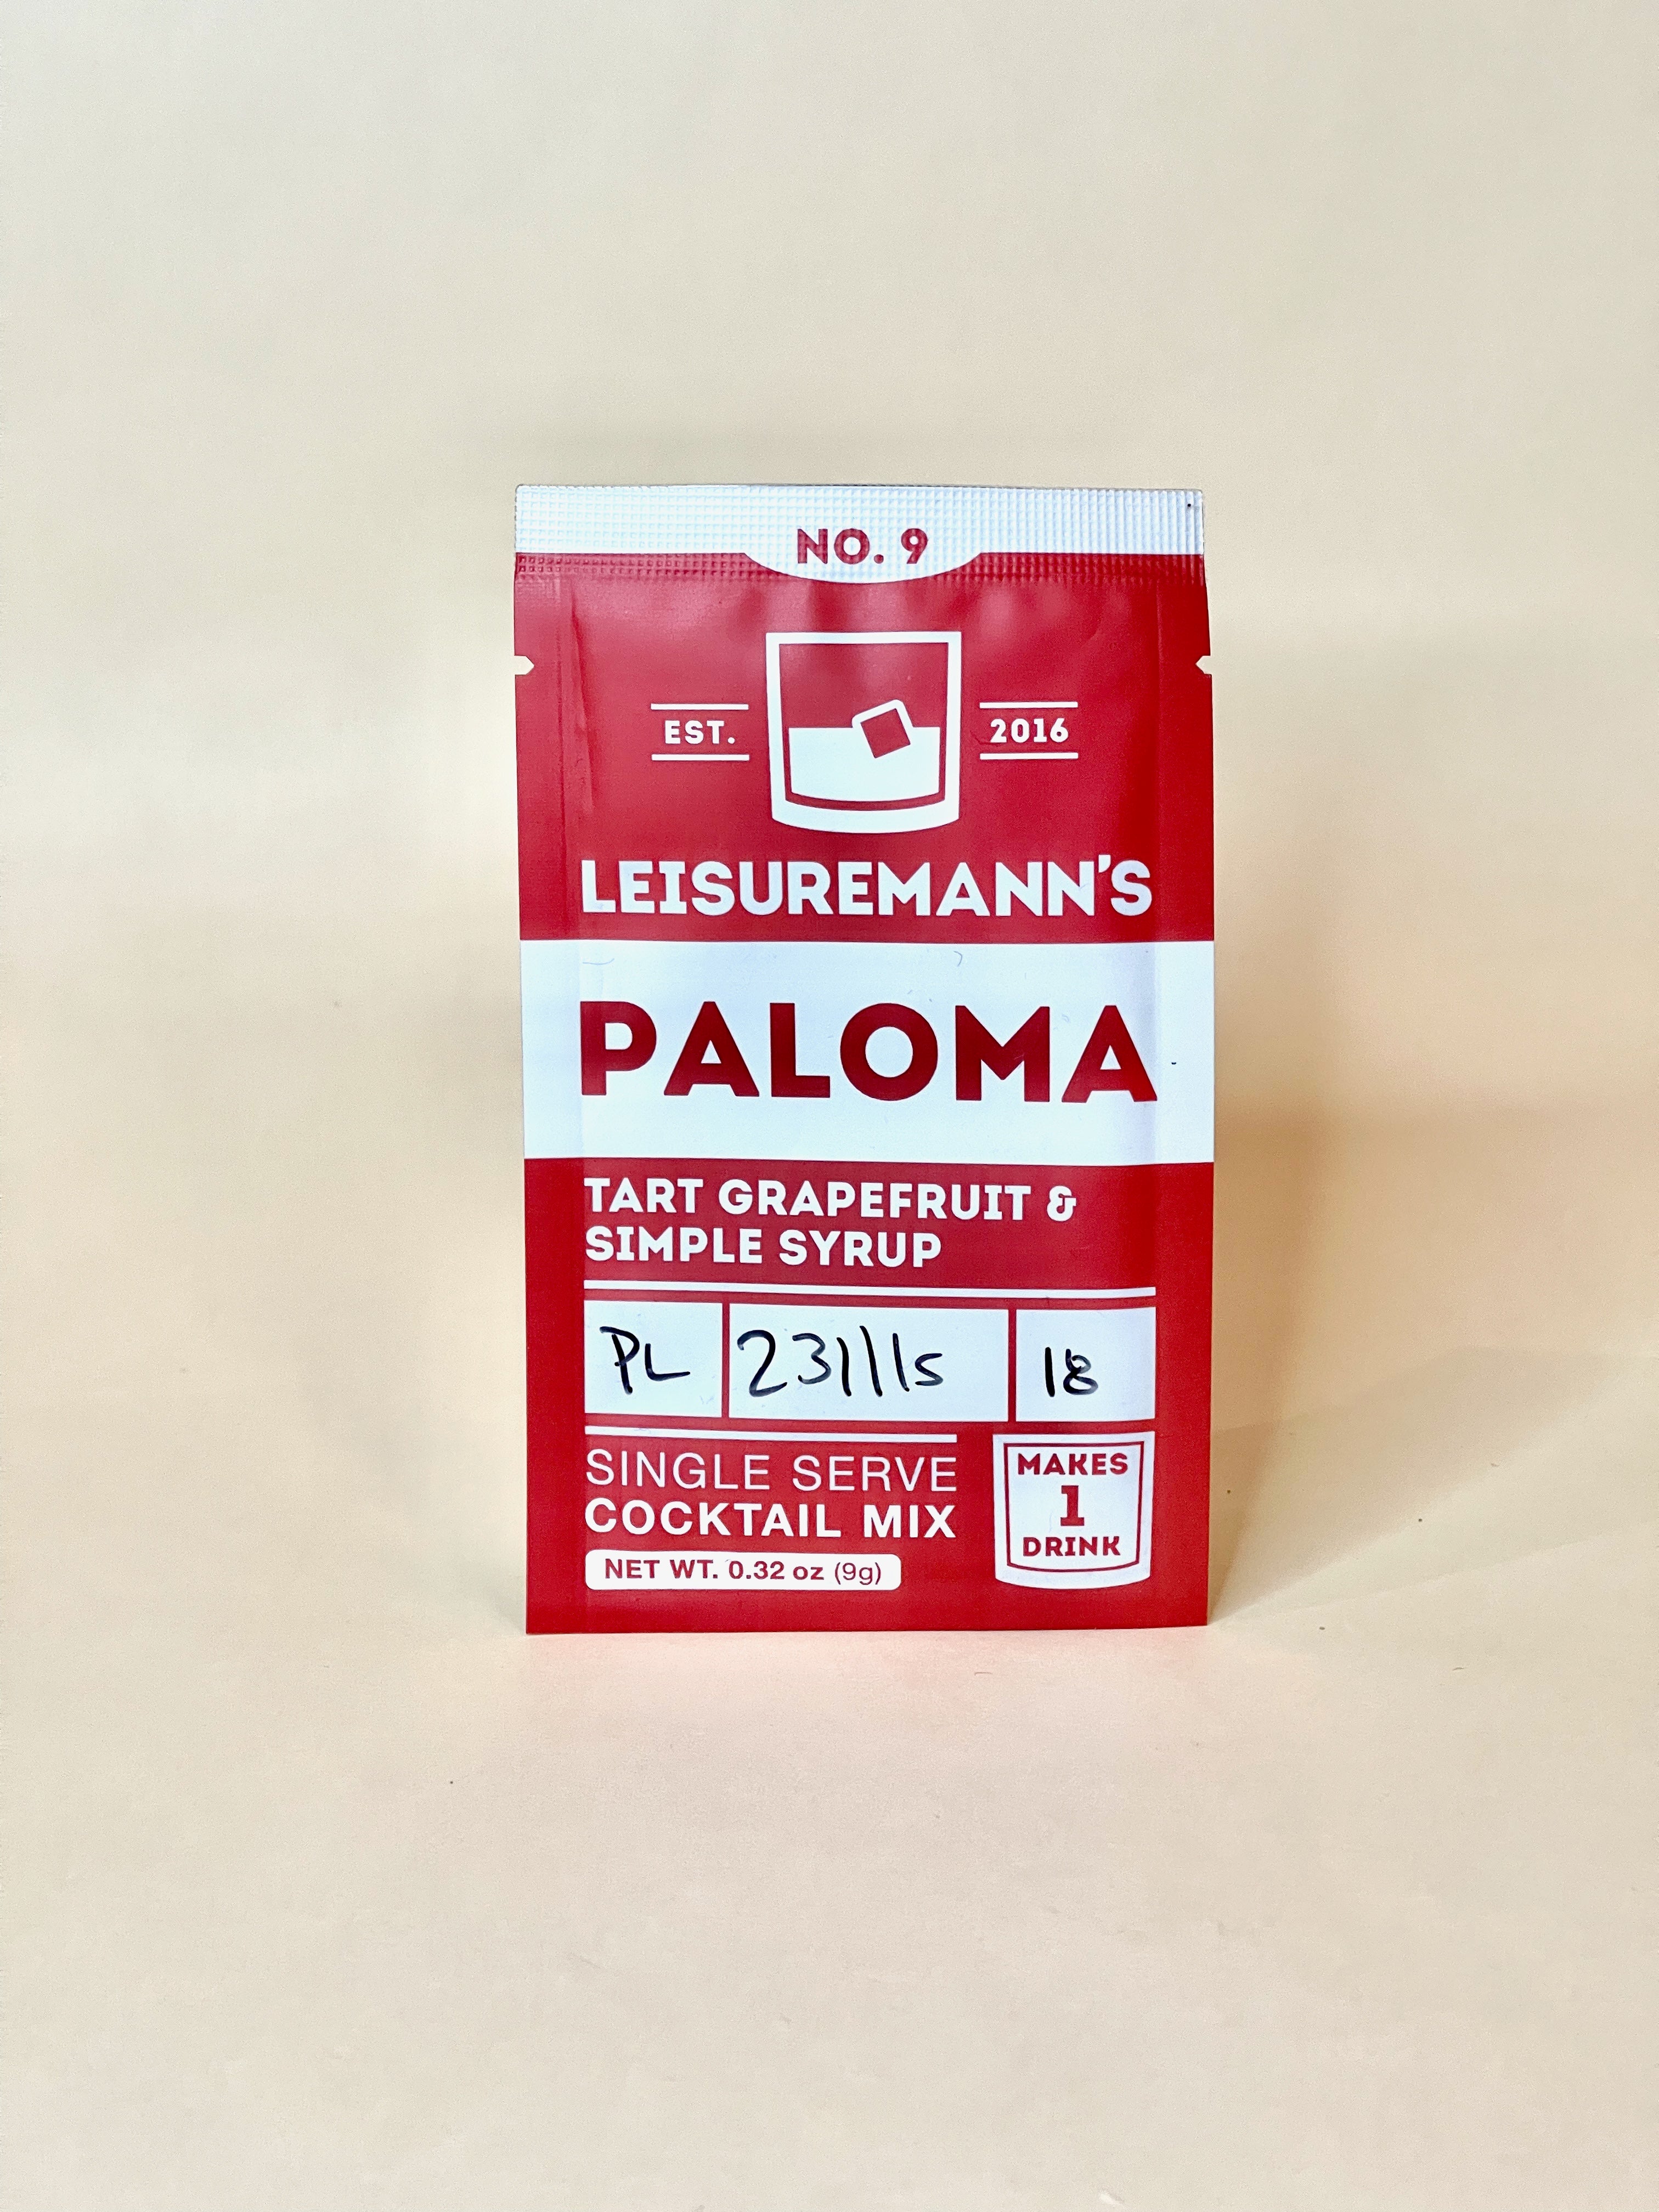 NO. 9
EST. 2016
LEISUREMANN'S
PALOMA
TART GRAPEFRUIT &
SIMPLE SYRUP
PL 231115 18
SINGLE SERVE
COCKTAIL MIX
NET WT. 0.32 oz (9g)
MAKES
1
DRINK